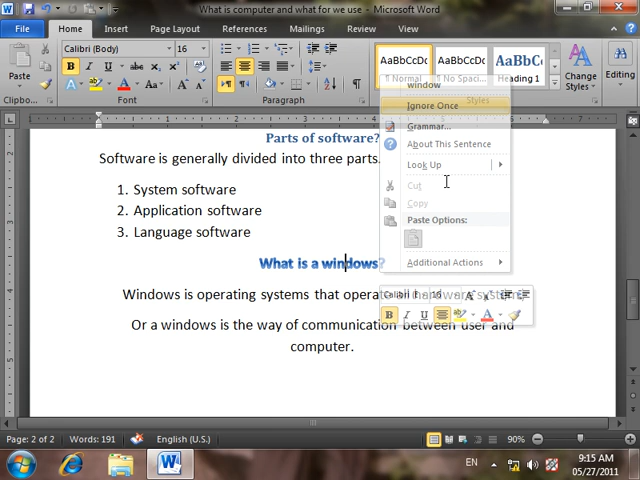 What is computer and what for we use - Microsoft Word
File Home Insert Page Layout References Mailings Review View
Calibri (Body) 16
Paste
AaBbCcDc AaBbCcDc AaBbCc
¶ Normal ¶ No Spaci... Heading 1
Change Styles
Editing
Clipbo... Font Paragraph Styles
window
Ignore Once
Grammar...
About This Sentence
Look Up
Cut
Copy
Paste Options:
Additional Actions
Calibri 16
Parts of software?
Software is generally divided into three parts.
1. System software
2. Application software
3. Language software
What is a windows?
Windows is operating systems that
Or a windows is the way of communication between user and
computer.
Page: 2 of 2 Words: 191 English (U.S.) 90%
EN
9:15 AM
05/27/2011